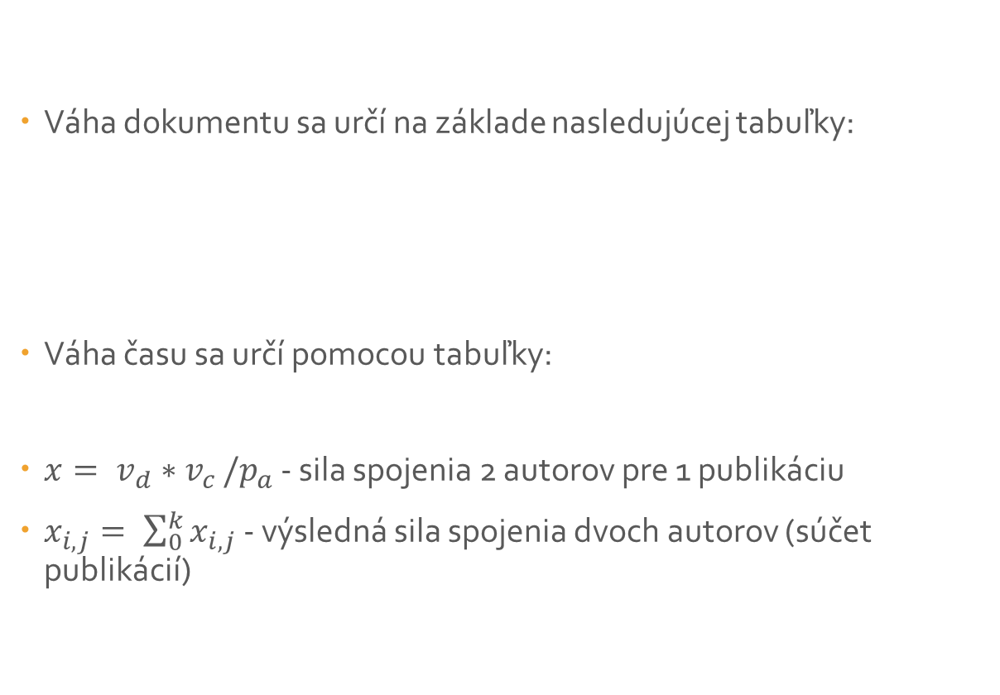 • Váha dokumentu sa určí na základe nasledujúcej tabuľky:
• Váha času sa určí pomocou tabuľky:
• x = v_d * v_c /p_a - sila spojenia 2 autorov pre 1 publikáciu
• x_{i,j} = ∑_0^k x_{i,j} - výsledná sila spojenia dvoch autorov (súčet
publikácií)